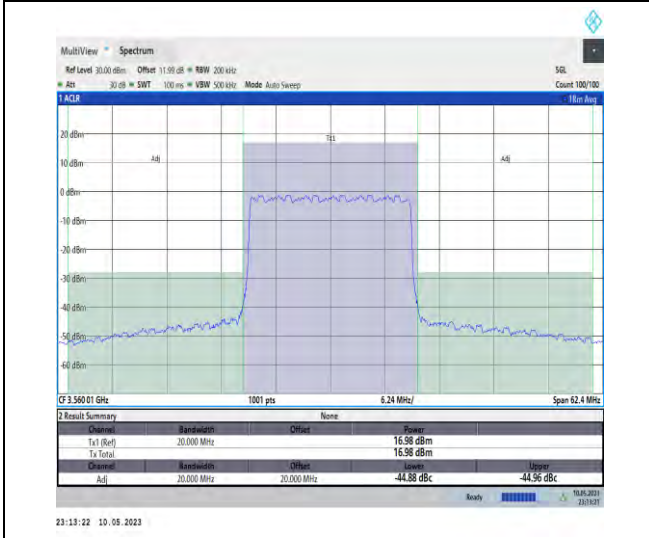 MultiView Spectrum
Ref Level 30.00 dBm Offset 11.99 dB RBW 200 kHz SGL
Att 30 dB SWT 100 ms VBW 500 kHz Mode Auto Sweep Count 100/100
1 ACLR 1Rm Avg
Tx1
20 dBm
Adj Adj
10 dBm
0 dBm
-10 dBm
-20 dBm
-30 dBm
-40 dBm
-50 dBm
-60 dBm
CF 3.56001 GHz 1001 pts 6.24 MHz/ Span 62.4 MHz
2 Result Summary None
Channel Bandwidth Offset Power
Tx1 (Ref) 20.000 MHz 16.98 dBm
Tx Total 16.98 dBm
Channel Bandwidth Offset Lower Upper
Adj 20.000 MHz 20.000 MHz -44.88 dBc -44.96 dBc
Ready 10.05.2023
23:13:21
23:13:22 10.05.2023